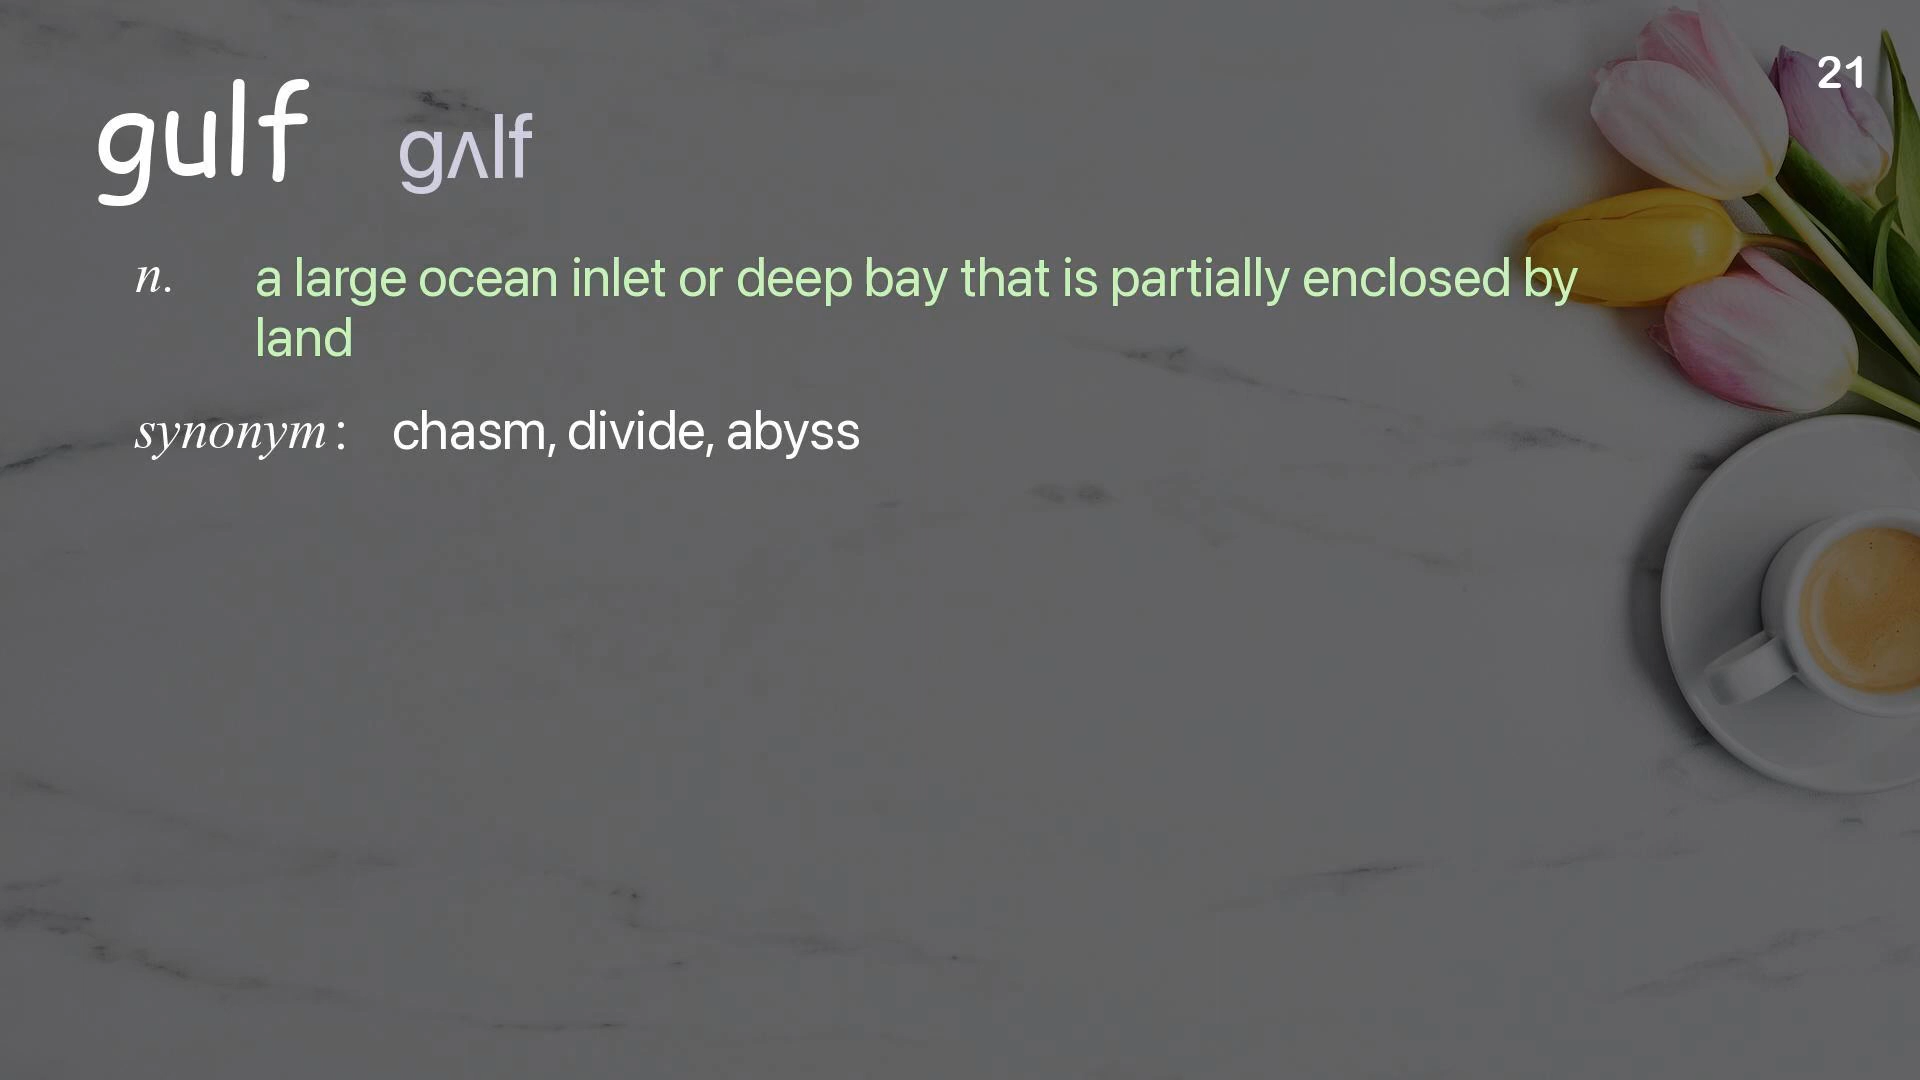 21
gulf gʌlf
n. a large ocean inlet or deep bay that is partially enclosed by
land
synonym: chasm, divide, abyss